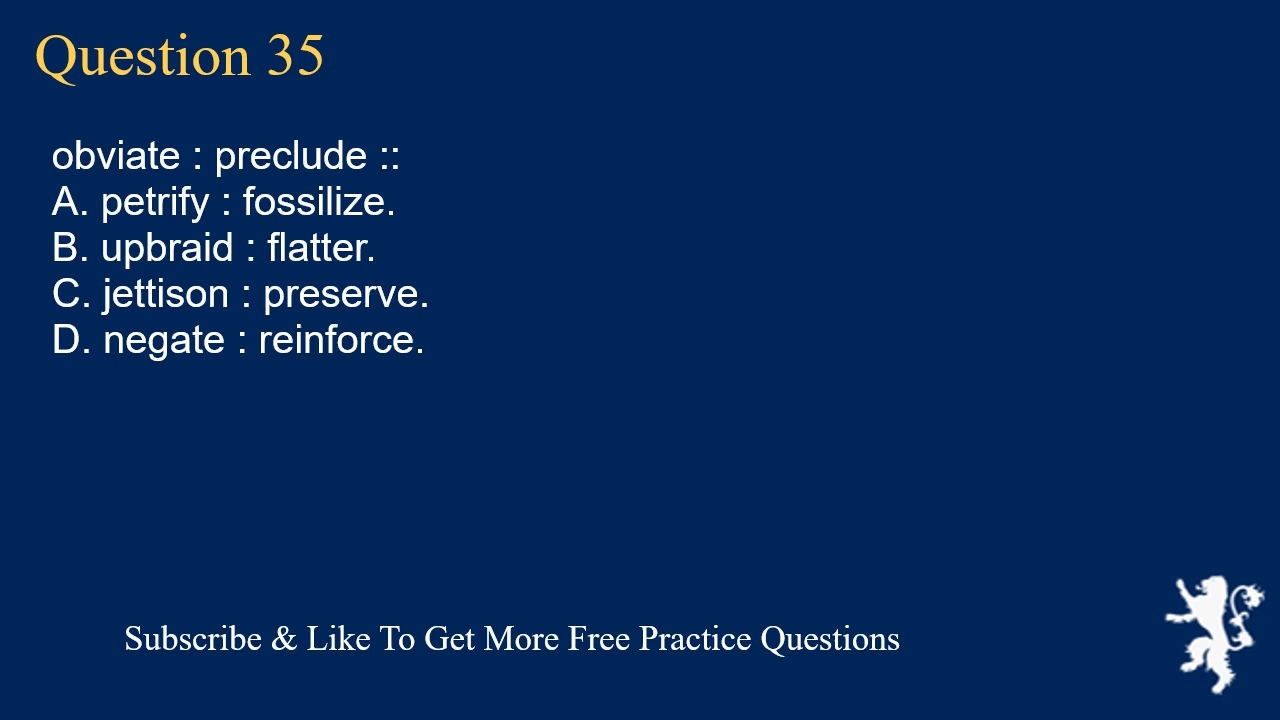 Question 35
obviate : preclude ::
A. petrify : fossilize.
B. upbraid : flatter.
C. jettison : preserve.
D. negate : reinforce.
Subscribe & Like To Get More Free Practice Questions